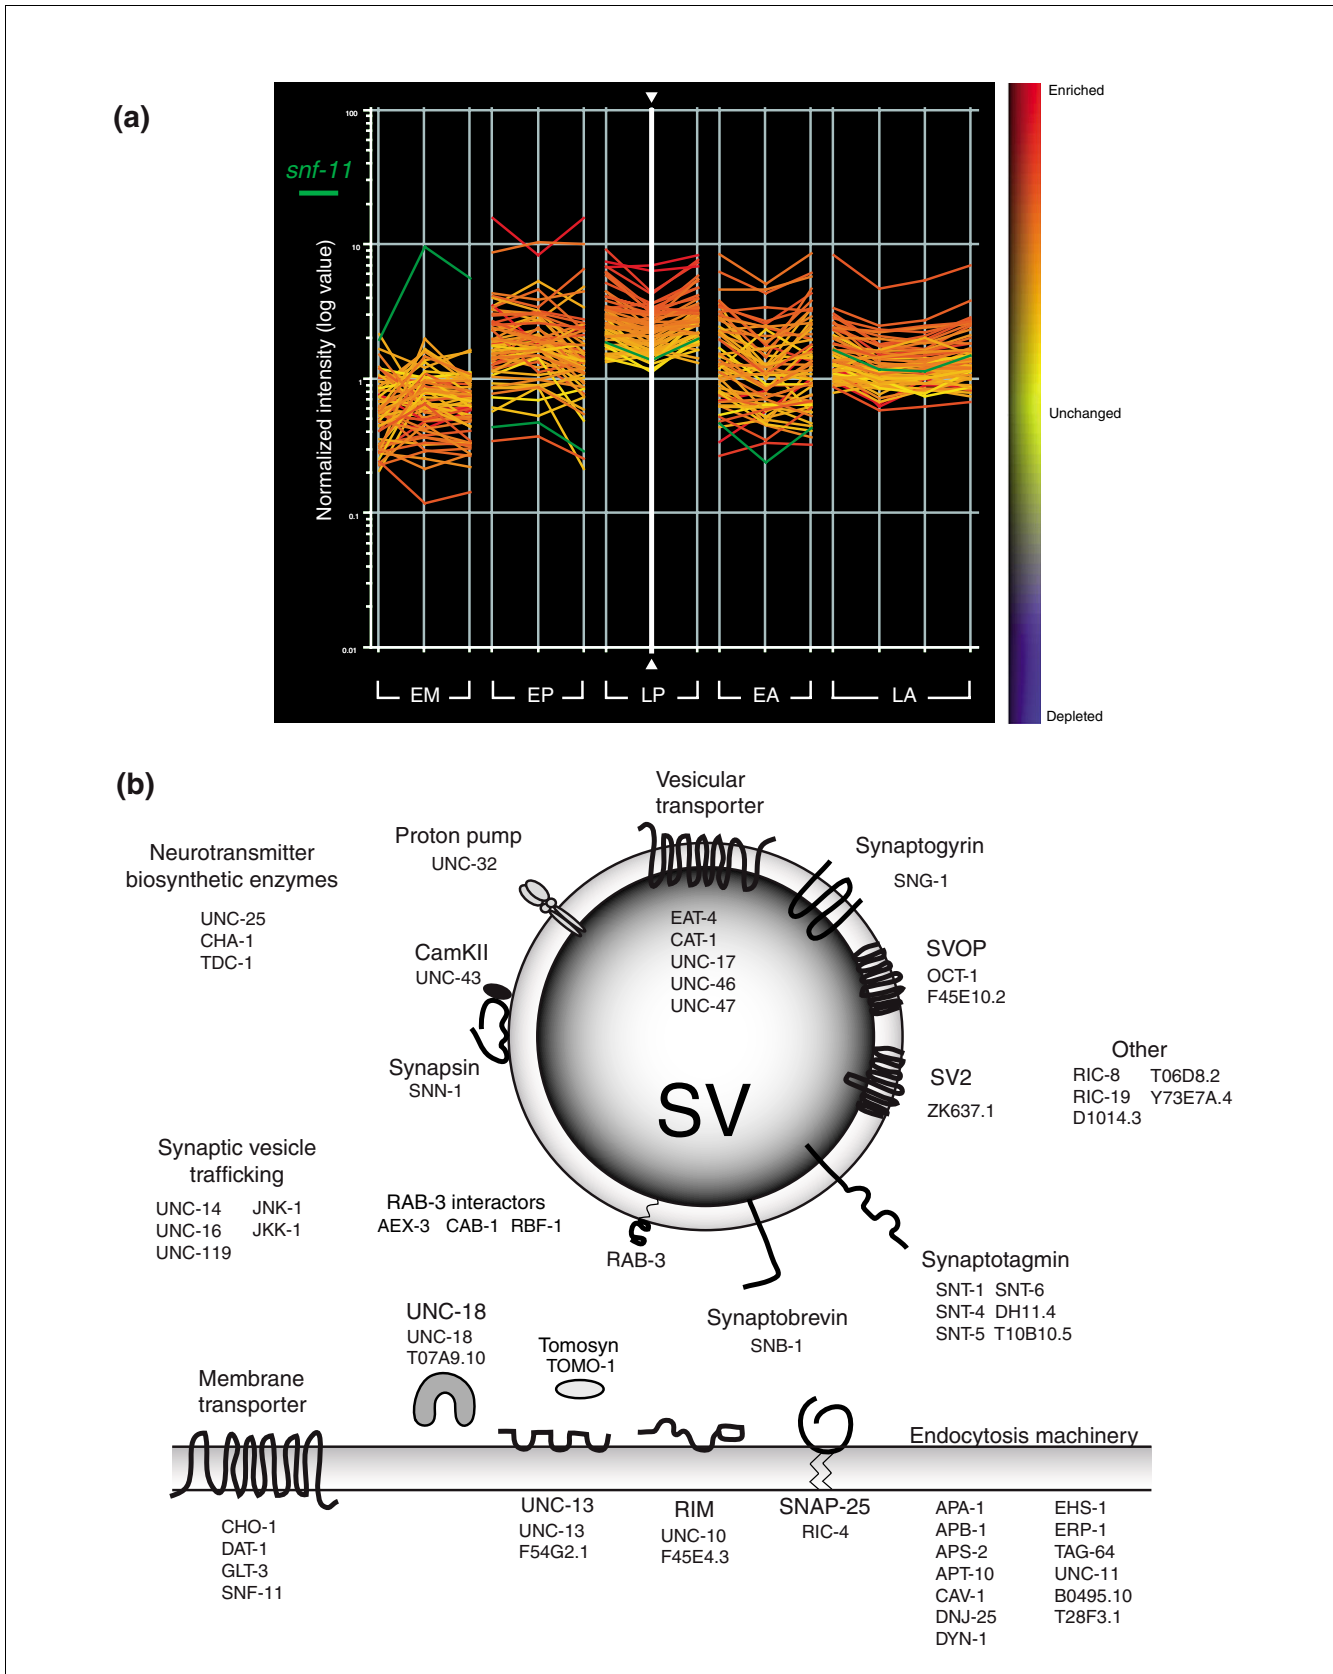 (a)
Enriched
100
snf-11
10
Normalized intensity (log value)
1
Unchanged
0.1
0.01
EM
EP
LP
EA
LA
Depleted
(b)
Vesicular
transporter
Proton pump
UNC-32
Neurotransmitter
biosynthetic enzymes
UNC-25
CHA-1
TDC-1
Synaptogyrin
SNG-1
EAT-4
CAT-1
UNC-17
UNC-46
UNC-47
CamKII
UNC-43
SVOP
OCT-1
F45E10.2
Synapsin
SNN-1
SV
SV2
ZK637.1
Other
RIC-8 T06D8.2
RIC-19 Y73E7A.4
D1014.3
Synaptic vesicle
trafficking
UNC-14 JNK-1
UNC-16 JKK-1
UNC-119
RAB-3 interactors
AEX-3 CAB-1 RBF-1
RAB-3
Synaptotagmin
SNT-1 SNT-6
SNT-4 DH11.4
SNT-5 T10B10.5
Synaptobrevin
SNB-1
UNC-18
UNC-18
T07A9.10
Tomosyn
TOMO-1
Membrane
transporter
CHO-1
DAT-1
GLT-3
SNF-11
UNC-13
UNC-13
F54G2.1
RIM
UNC-10
F45E4.3
SNAP-25
RIC-4
Endocytosis machinery
APA-1 EHS-1
APB-1 ERP-1
APS-2 TAG-64
APT-10 UNC-11
CAV-1 B0495.10
DNJ-25 T28F3.1
DYN-1